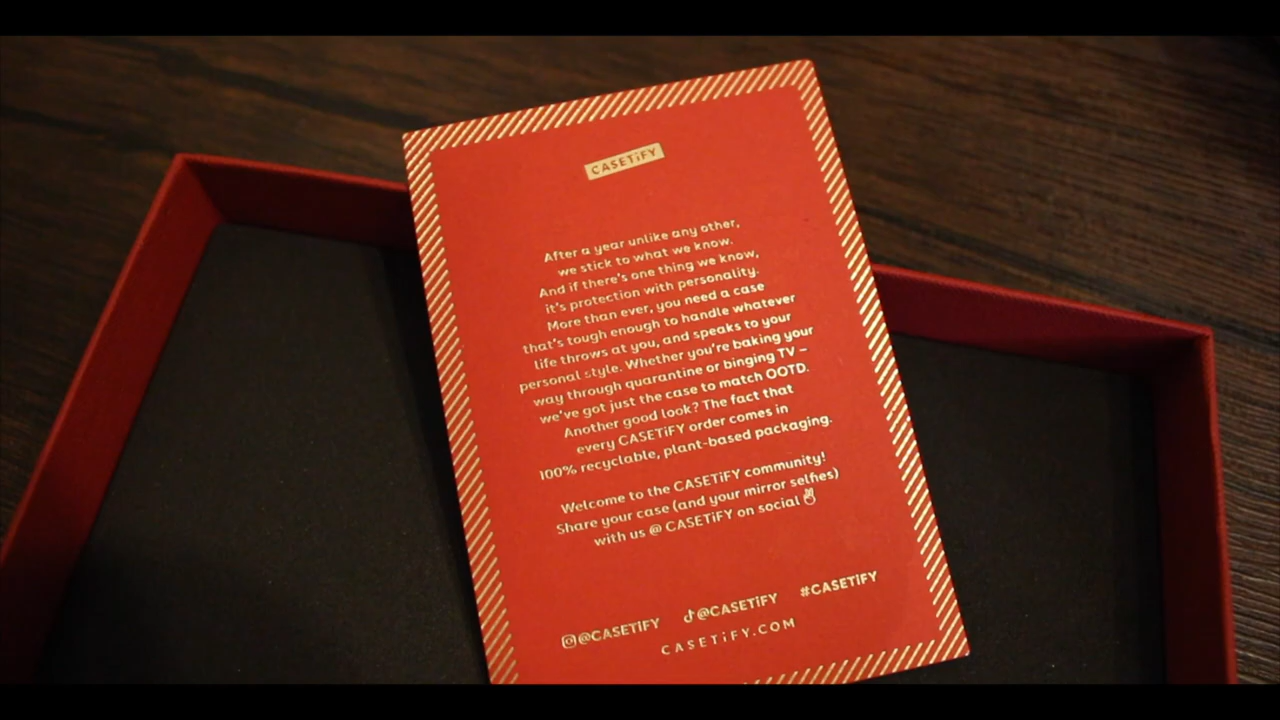 CASETiFY
After a year unlike any other,
we stick to what we know.
And if there's one thing we know,
it's protection with personality.
More than ever, you need a case
that's tough enough to handle whatever
life throws at you, and speaks to your
personal style. Whether you're baking your
way through quarantine or binging TV –
we've got just the case to match OOTD.
Another good look? The fact that
every CASETiFY order comes in
100% recyclable, plant-based packaging.
Welcome to the CASETiFY community!
Share your case (and your mirror selfies)
with us @ CASETiFY on social ✌
@CASETiFY @CASETiFY #CASETiFY
CASETiFY.COM